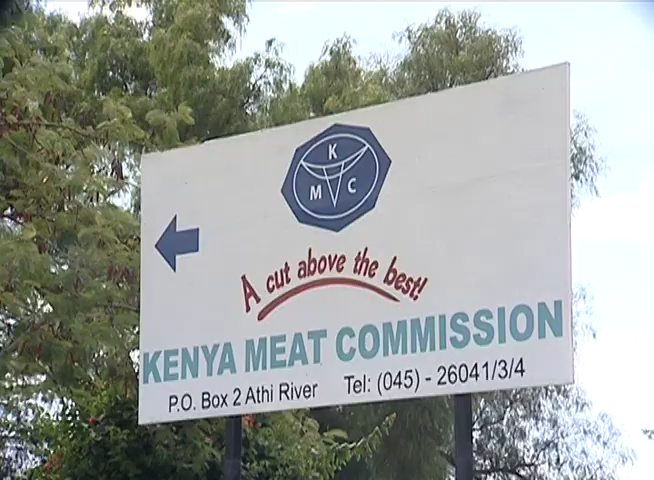 K
M C
A cut above the best!
KENYA MEAT COMMISSION
P.O. Box 2 Athi River Tel: (045) - 26041/3/4